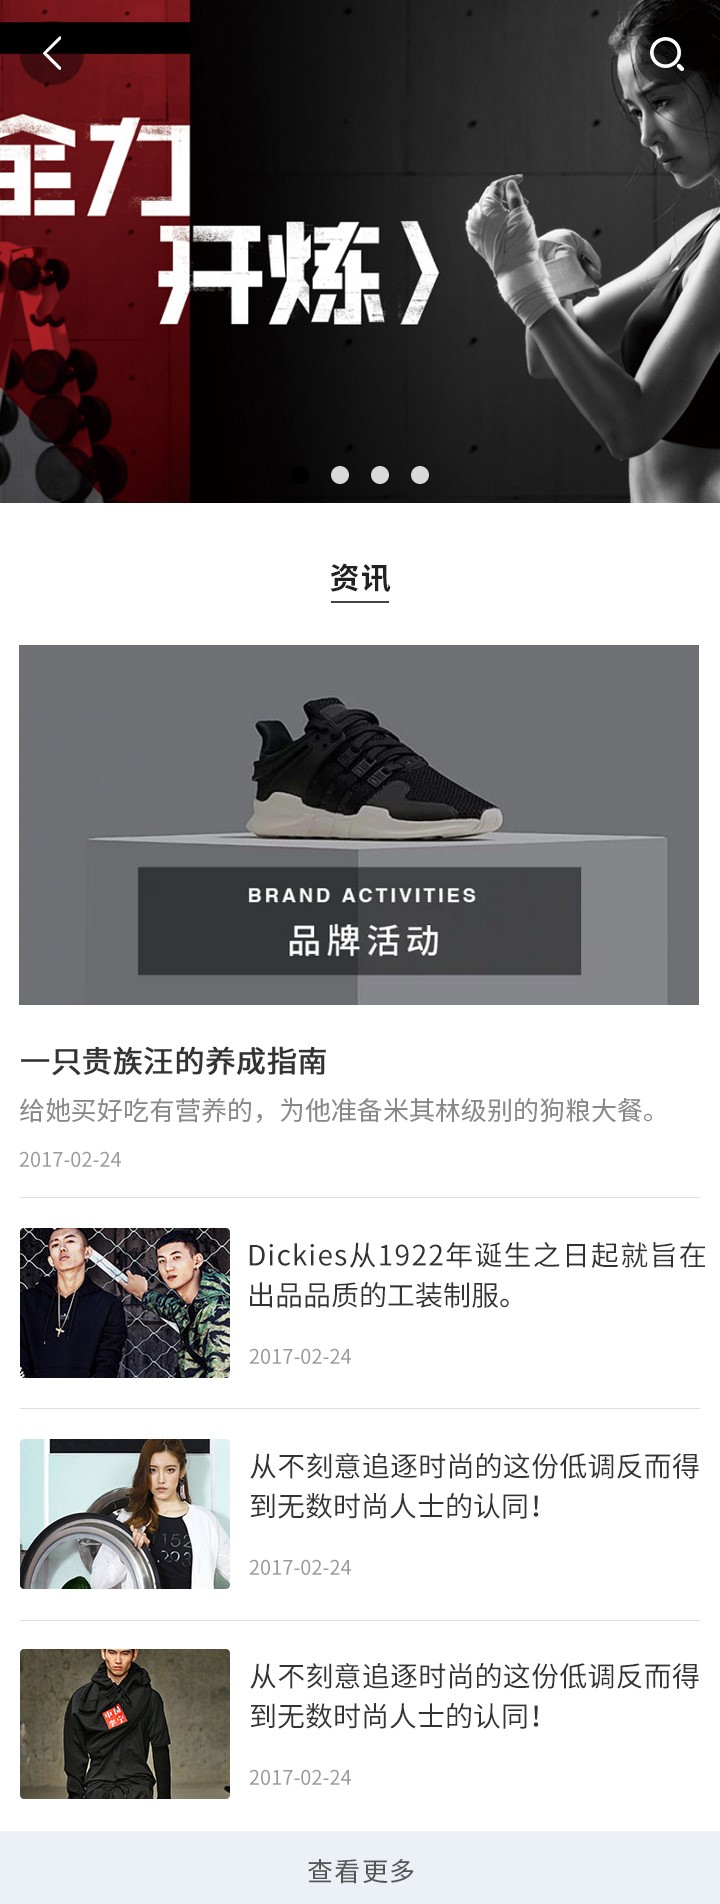 全力
开炼》
资讯
BRAND ACTIVITIES
品牌活动
一只贵族汪的养成指南
给她买好吃有营养的，为他准备米其林级别的狗粮大餐。
2017-02-24
Dickies从1922年诞生之日起就旨在
出品品质的工装制服。
2017-02-24
从不刻意追逐时尚的这份低调反而得
到无数时尚人士的认同！
2017-02-24
从不刻意追逐时尚的这份低调反而得
到无数时尚人士的认同！
2017-02-24
查看更多